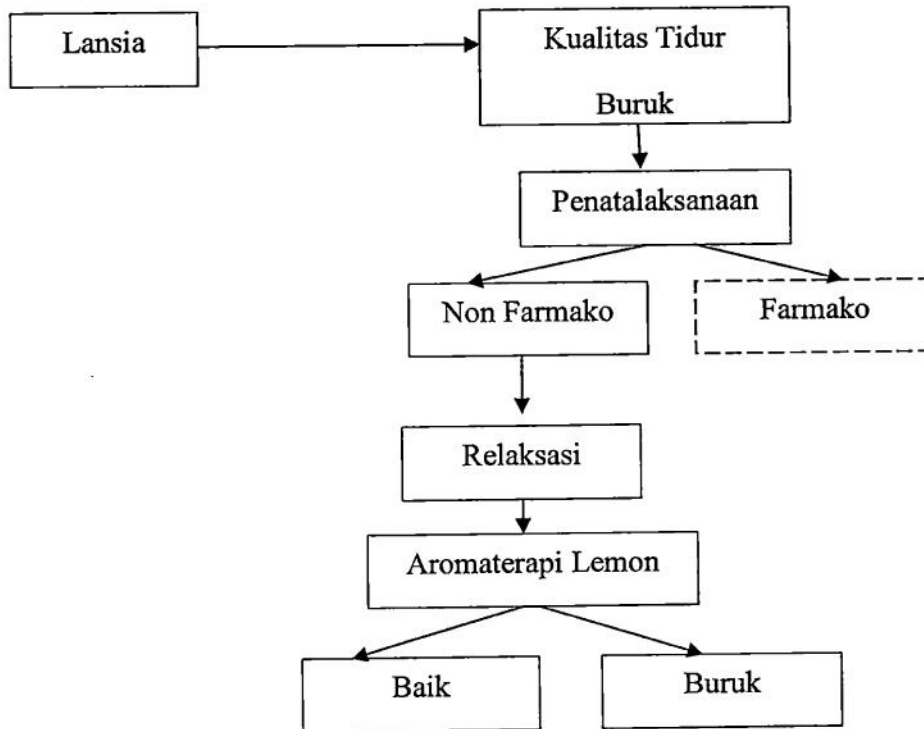 Lansia
Kualitas Tidur
Buruk
Penatalaksanaan
Non Farmako
Farmako
Relaksasi
Aromaterapi Lemon
Baik
Buruk